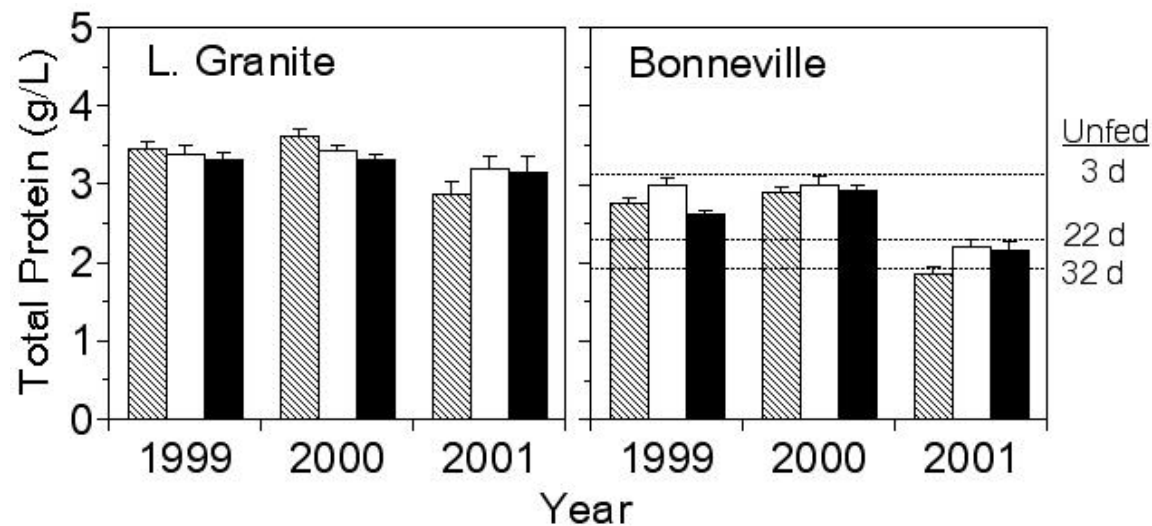 Total Protein (g/L)
5
4
3
2
1
0
L. Granite
Bonneville
Unfed
3 d
22 d
32 d
1999 2000 2001
1999 2000 2001
Year